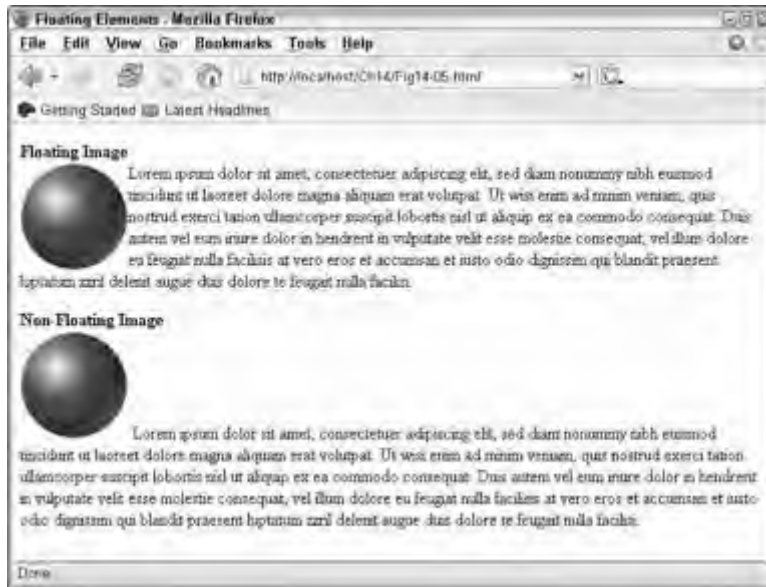 Floating Elements - Mozilla Firefox
File Edit View Go Bookmarks Tools Help
http://localhost/Ch14/Fig14-05.html
Getting Started Latest Headlines
Floating Image
Lorem ipsum dolor sit amet, consectetuer adipiscing elit, sed diam nonummy nibh euismod
tincidunt ut laoreet dolore magna aliquam erat volutpat. Ut wisi enim ad minim veniam, quis
nostrud exerci tation ullamcorper suscipit lobortis nisl ut aliquip ex ea commodo consequat. Duis
autem vel eum iriure dolor in hendrerit in vulputate velit esse molestie consequat, vel illum dolore
eu feugiat nulla facilisis at vero eros et accumsan et iusto odio dignissim qui blandit praesent
luptatum zzril delenit augue duis dolore te feugait nulla facilisi.
Non-Floating Image
Lorem ipsum dolor sit amet, consectetuer adipiscing elit, sed diam nonummy nibh euismod
tincidunt ut laoreet dolore magna aliquam erat volutpat. Ut wisi enim ad minim veniam, quis nostrud exerci tation
ullamcorper suscipit lobortis nisl ut aliquip ex ea commodo consequat. Duis autem vel eum iriure dolor in hendrerit
in vulputate velit esse molestie consequat, vel illum dolore eu feugiat nulla facilisis at vero eros et accumsan et iusto
odio dignissim qui blandit praesent luptatum zzril delenit augue duis dolore te feugait nulla facilisi.
Done